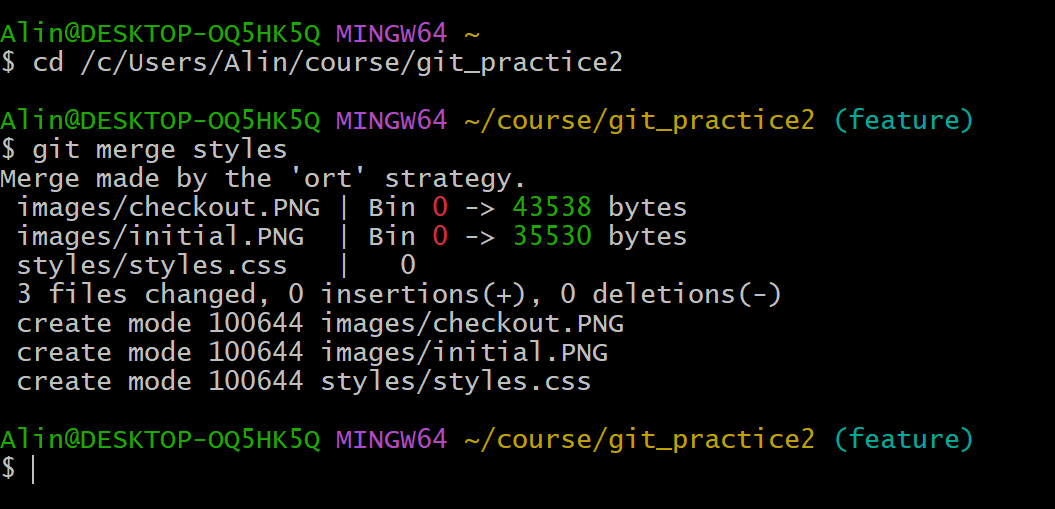 Alin@DESKTOP-OQ5HK5Q MINGW64 ~
$ cd /c/Users/Alin/course/git_practice2
Alin@DESKTOP-OQ5HK5Q MINGW64 ~/course/git_practice2 (feature)
$ git merge styles
Merge made by the 'ort' strategy.
 images/checkout.PNG | Bin 0 -> 43538 bytes
 images/initial.PNG  | Bin 0 -> 35530 bytes
 styles/styles.css   |   0
 3 files changed, 0 insertions(+), 0 deletions(-)
 create mode 100644 images/checkout.PNG
 create mode 100644 images/initial.PNG
 create mode 100644 styles/styles.css
Alin@DESKTOP-OQ5HK5Q MINGW64 ~/course/git_practice2 (feature)
$